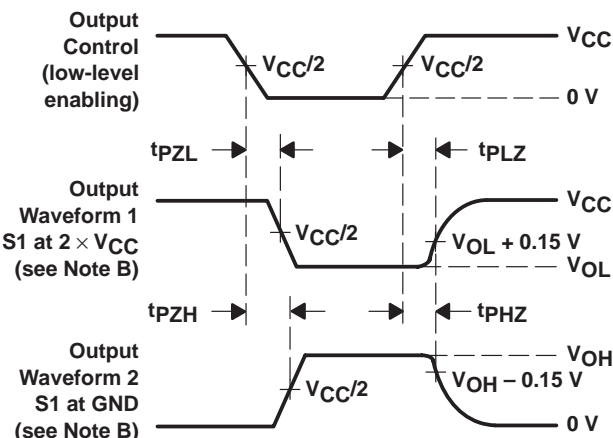 Output
Control
(low-level
enabling)
VCC/2
VCC/2
VCC
0 V
tPZL
tPLZ
Output
Waveform 1
S1 at 2 × VCC
(see Note B)
VCC/2
VCC
VOL + 0.15 V
VOL
tPZH
tPHZ
Output
Waveform 2
S1 at GND
(see Note B)
VCC/2
VOH
VOH − 0.15 V
0 V